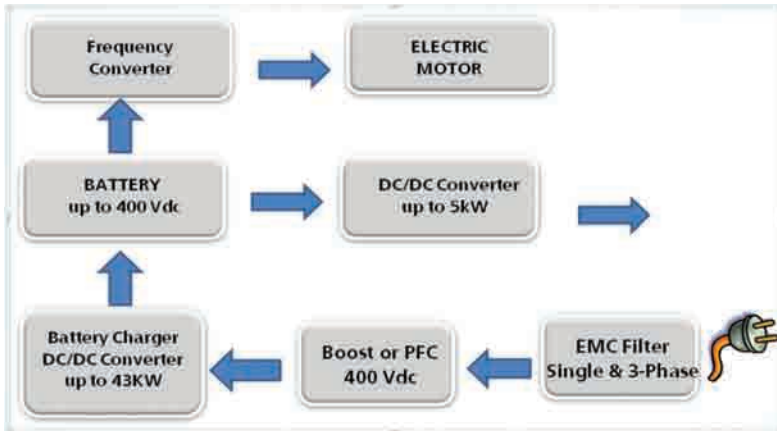 Frequency
Converter
ELECTRIC
MOTOR
BATTERY
up to 400 Vdc
DC/DC Converter
up to 5kW
Battery Charger
DC/DC Converter
up to 43KW
Boost or PFC
400 Vdc
EMC Filter
Single & 3-Phase